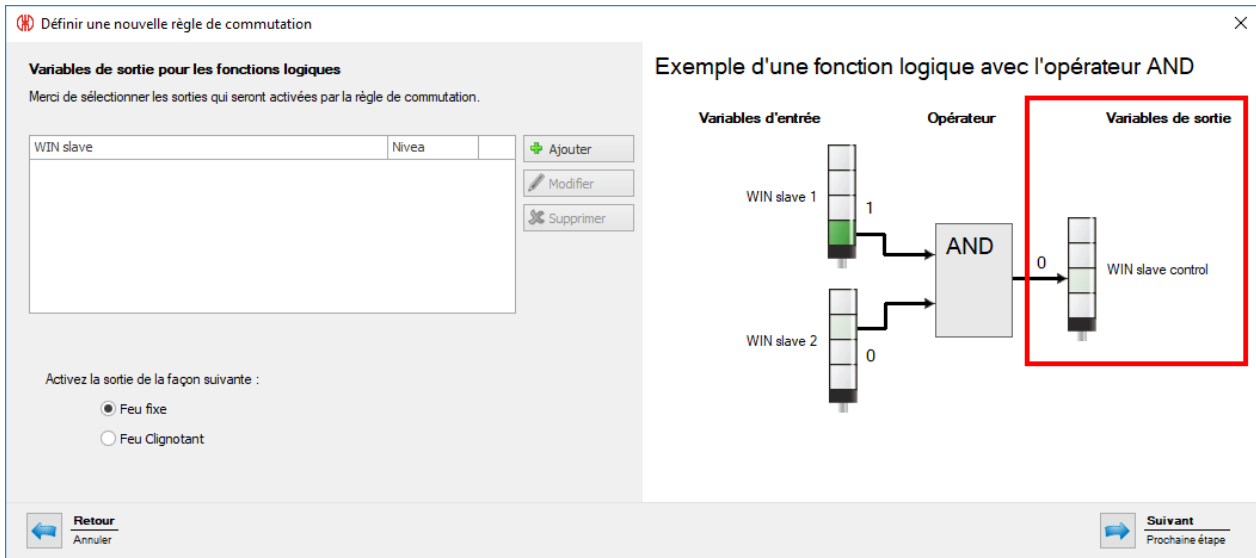 Définir une nouvelle règle de commutation
Variables de sortie pour les fonctions logiques
Merci de sélectionner les sorties qui seront activées par la règle de commutation.
WIN slave
Nivea
Ajouter
Modifier
Supprimer
Activez la sortie de la façon suivante :
Feu fixe
Feu Clignotant
Exemple d'une fonction logique avec l'opérateur AND
Variables d'entrée
Opérateur
Variables de sortie
WIN slave 1
1
AND
0
WIN slave control
WIN slave 2
0
Retour
Annuler
Suivant
Prochaine étape